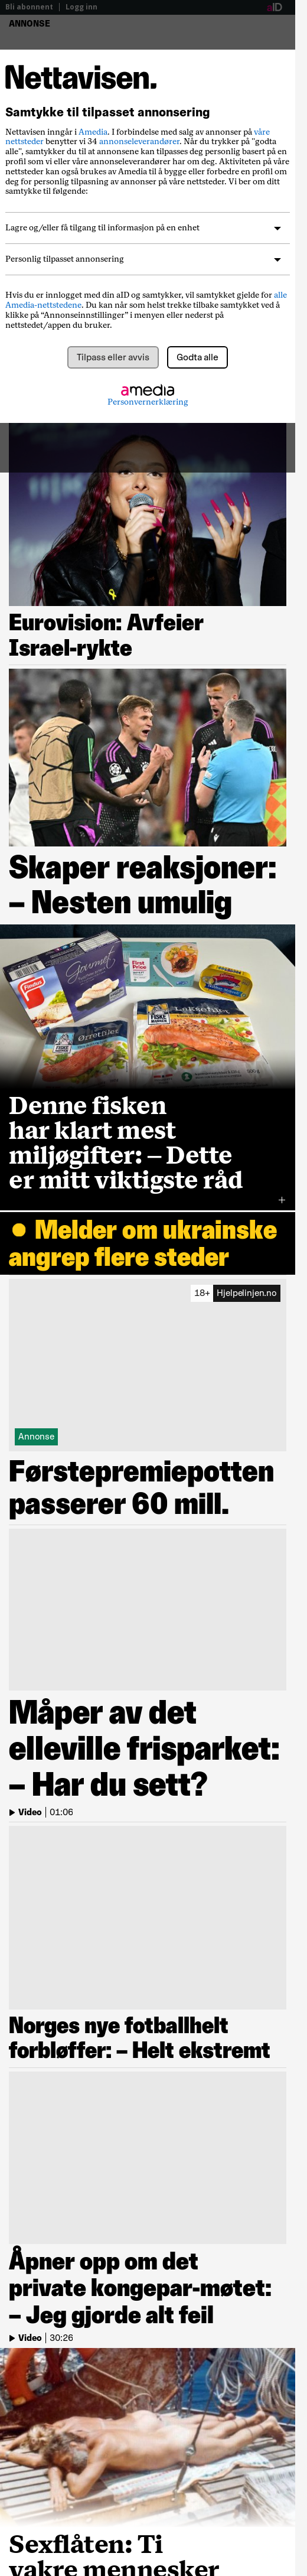 Bli abonnent | Logg inn
aID
ANNONSE
Nettavisen.
Samtykke til tilpasset annonsering
Nettavisen inngår i Amedia. I forbindelse med salg av annonser på våre
nettsteder benytter vi 34 annonseleverandører. Når du trykker på "godta
alle", samtykker du til at annonsene kan tilpasses deg personlig basert på en
profil som vi eller våre annonseleverandører har om deg. Aktiviteten på våre
nettsteder kan også brukes av Amedia til å bygge eller forbedre en profil om
deg for personlig tilpasning av annonser på våre nettsteder. Vi ber om ditt
samtykke til følgende:
Lagre og/eller få tilgang til informasjon på en enhet
Personlig tilpasset annonsering
Hvis du er innlogget med din aID og samtykker, vil samtykket gjelde for alle
Amedia-nettstedene. Du kan når som helst trekke tilbake samtykket ved å
klikke på “Annonseinnstillinger” i menyen eller nederst på
nettstedet/appen du bruker.
Tilpass eller avvis
Godta alle
amedia
Personvernerklæring
Eurovision: Avfeier
Israel-rykte
Skaper reaksjoner:
– Nesten umulig
Denne fisken
har klart mest
miljøgifter: – Dette
er mitt viktigste råd
Melder om ukrainske
angrep flere steder
18+ Hjelpelinjen.no
Annonse
Førstepremiepotten
passerer 60 mill.
Måper av det
elleville frisparket:
– Har du sett?
Video | 01:06
Norges nye fotballhelt
forbløffer: – Helt ekstremt
Åpner opp om det
private kongepar-møtet:
– Jeg gjorde alt feil
Video | 30:26
Sexflåten: Ti
vakre mennesker